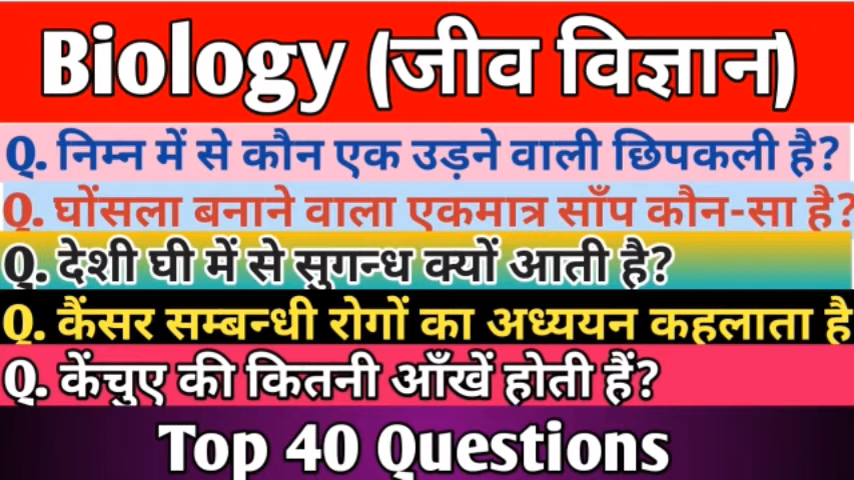 Biology (जीव विज्ञान)
Q. निम्न में से कौन एक उड़ने वाली छिपकली है?
Q. घोंसला बनाने वाला एकमात्र साँप कौन-सा है?
Q. देशी घी में से सुगन्ध क्यों आती है?
Q. कैंसर सम्बन्धी रोगों का अध्ययन कहलाता है
Q. केंचुए की कितनी आँखें होती हैं?
Top 40 Questions